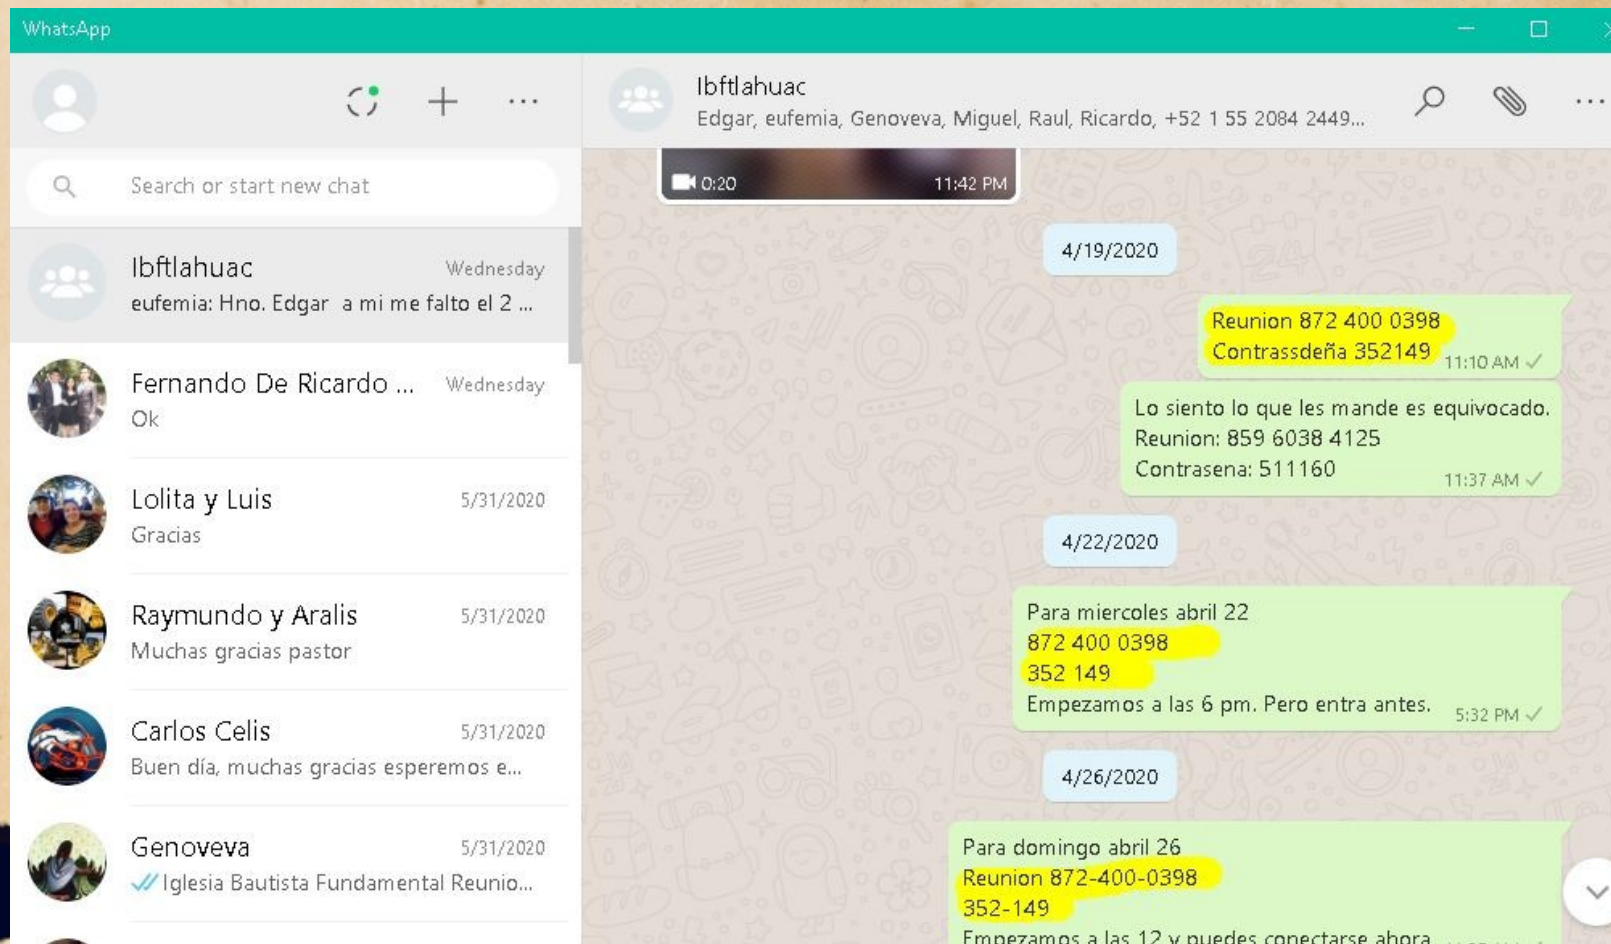 WhatsApp
Search or start new chat
Ibftlahuac
Wednesday
eufemia: Hno. Edgar a mi me falto el 2 ...
Fernando De Ricardo ...
Wednesday
Ok
Lolita y Luis
5/31/2020
Gracias
Raymundo y Aralis
5/31/2020
Muchas gracias pastor
Carlos Celis
5/31/2020
Buen día, muchas gracias esperemos e...
Genoveva
5/31/2020
Iglesia Bautista Fundamental Reunio...
Ibftlahuac
Edgar, eufemia, Genoveva, Miguel, Raul, Ricardo, +52 1 55 2084 2449...
0:20
11:42 PM
4/19/2020
Reunion 872 400 0398
Contrassdeña 352149
11:10 AM
Lo siento lo que les mande es equivocado.
Reunion: 859 6038 4125
Contrasena: 511160
11:37 AM
4/22/2020
Para miercoles abril 22
872 400 0398
352 149
Empezamos a las 6 pm. Pero entra antes.
5:32 PM
4/26/2020
Para domingo abril 26
Reunion 872-400-0398
352-149
Empezamos a las 12 y puedes conectarse ahora